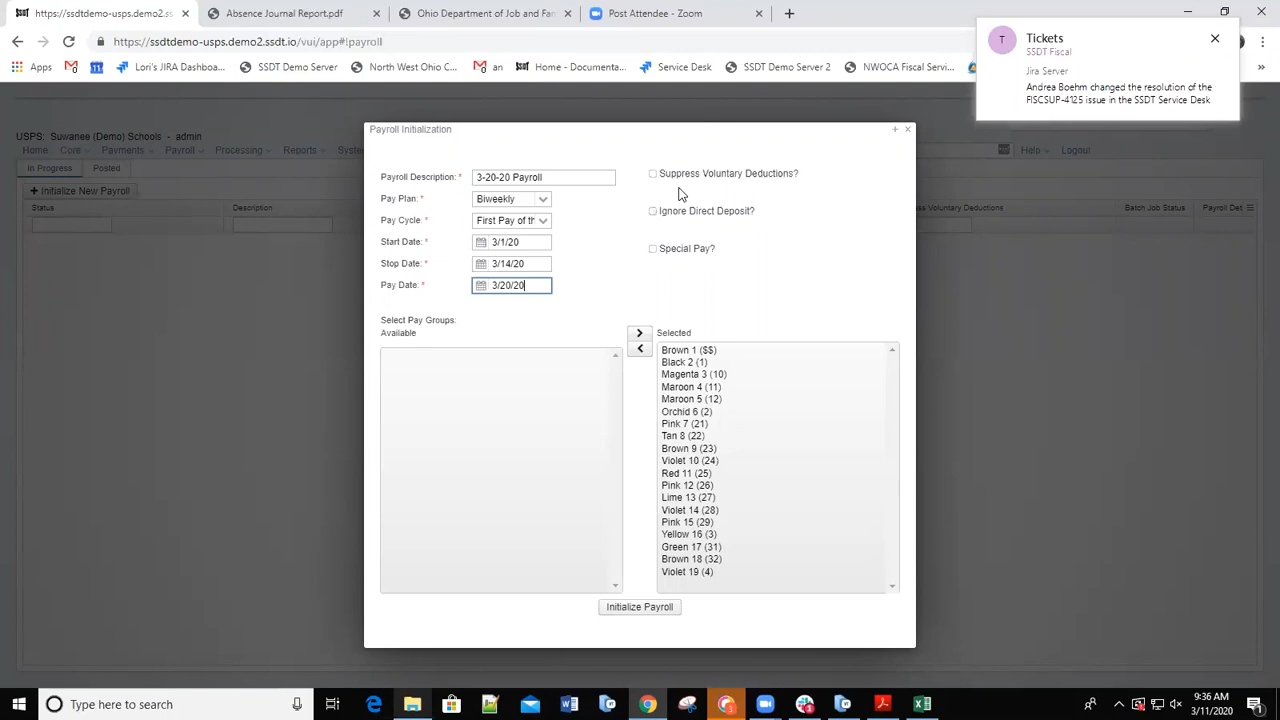 https://ssdtdemo-usps.demo2.ssdt.io/
Absence Journal Report.pdf
Ohio Department of Job and Fam
Post Attendee - Zoom
https://ssdtdemo-usps.demo2.ssdt.io/vui/app#!payroll
Apps
Lori's JIRA Dashboa...
SSDT Demo Server
North West Ohio C...
an
Home - Documenta...
Service Desk
SSDT Demo Server 2
NWOCA Fiscal Servi...
Tickets
SSDT Fiscal
Jira Server
Andrea Boehm changed the resolution of the
FISCSUP-4125 issue in the SSDT Service Desk
USPS: Suwanee (Demo) Schools - admin
Home Core Payments Payroll Processing Reports System Help Logout
In Progress Posted
Initialize New Payroll
Status Description Voluntary Deductions Batch Job Status Payroll Det
Payroll Initialization
Payroll Description: * 3-20-20 Payroll
Pay Plan: * Biweekly
Pay Cycle: * First Pay of th
Start Date: * 3/1/20
Stop Date: * 3/14/20
Pay Date: * 3/20/20
Suppress Voluntary Deductions?
Ignore Direct Deposit?
Special Pay?
Select Pay Groups:
Available
Selected
Brown 1 ($$)
Black 2 (1)
Magenta 3 (10)
Maroon 4 (11)
Maroon 5 (12)
Orchid 6 (2)
Pink 7 (21)
Tan 8 (22)
Brown 9 (23)
Violet 10 (24)
Red 11 (25)
Pink 12 (26)
Lime 13 (27)
Violet 14 (28)
Pink 15 (29)
Yellow 16 (3)
Green 17 (31)
Brown 18 (32)
Violet 19 (4)
Initialize Payroll
Type here to search
9:36 AM
3/11/2020